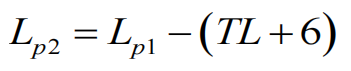 L_{p2} = L_{p1} − (TL + 6)